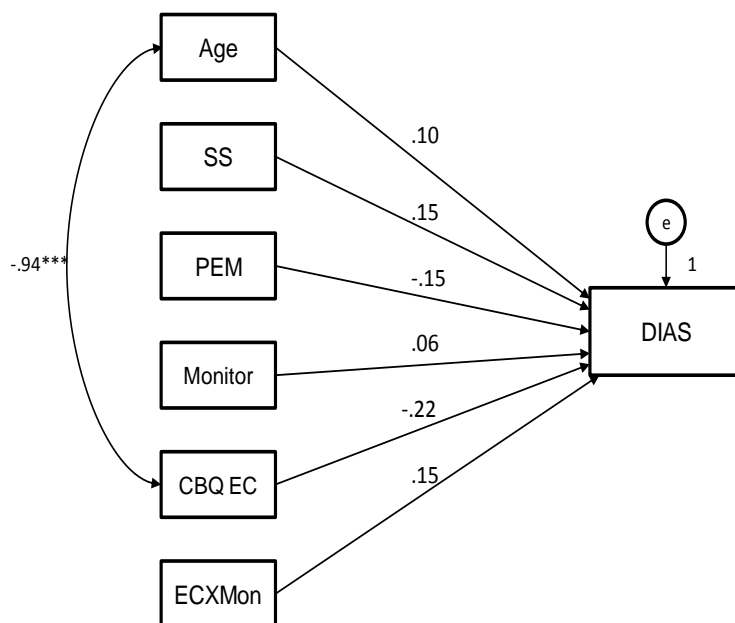 Age
.10
SS
.15
e
-.94***
PEM
-.15
1
DIAS
.06
Monitor
-.22
CBQ EC
.15
ECXMon